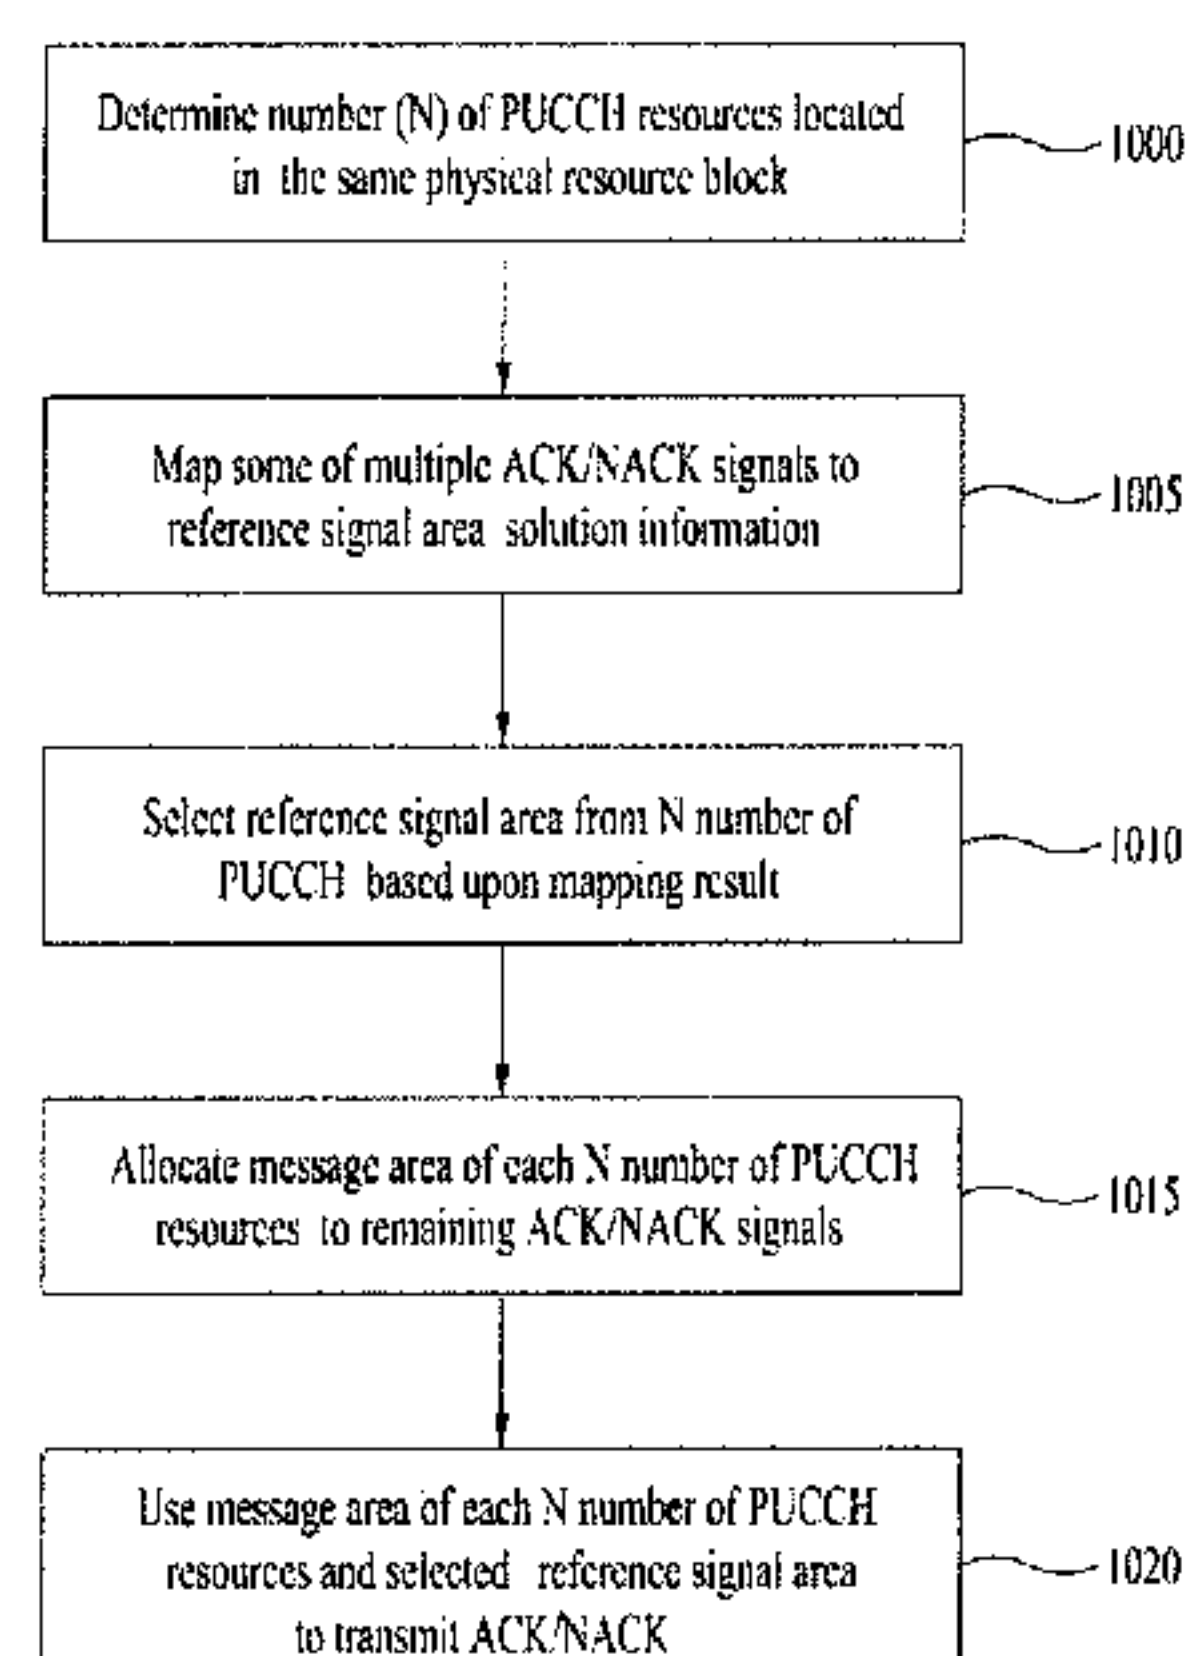 Determine number (N) of PUCCH resources located
in the same physical resource block
1000
Map some of multiple ACK/NACK signals to
reference signal area solution information
1005
Select reference signal area from N number of
PUCCH based upon mapping result
1010
Allocate message area of each N number of PUCCH
resources to remaining ACK/NACK signals
1015
Use message area of each N number of PUCCH
resources and selected reference signal area
to transmit ACK/NACK
1020